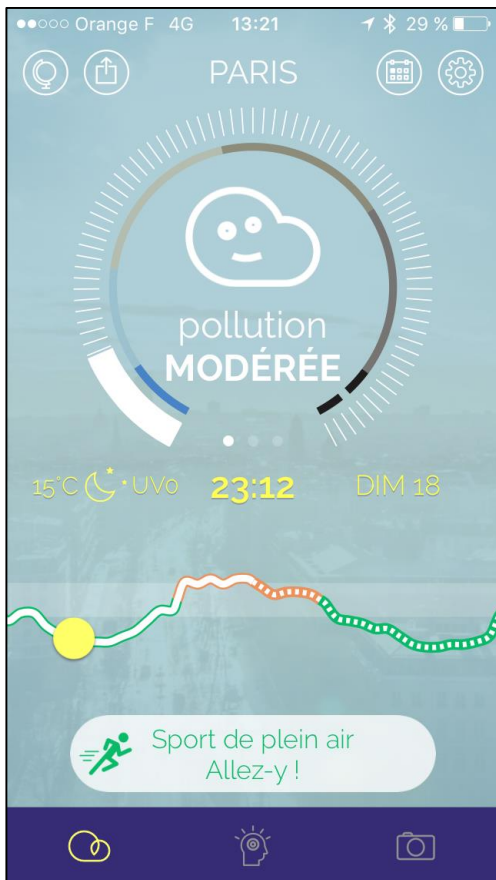 Orange F 4G 13:21 29 %
PARIS
pollution
MODÉRÉE
15°C UV0 23:12 DIM 18
Sport de plein air
Allez-y !